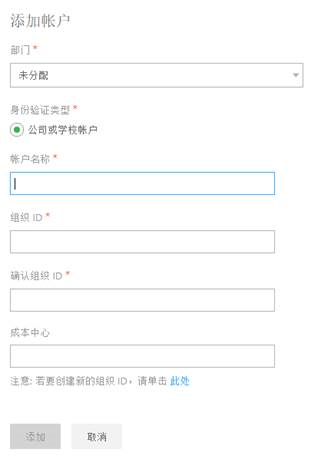 添加帐户
部门 *
未分配
身份验证类型 *
公司或学校帐户
帐户名称 *
组织 ID *
确认组织 ID *
成本中心
注意: 若要创建新的组织 ID，请单击 此处
添加 取消